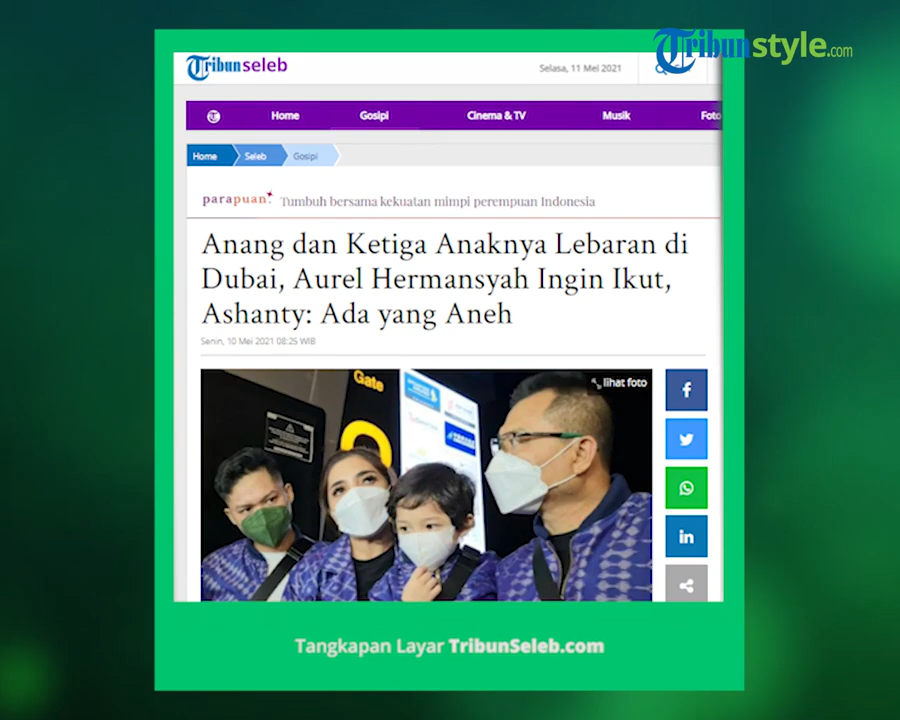 Tribunstyle.com
Tribunseleb
Selasa, 11 Mei 2021
Home Gosipi Cinema & TV Musik Foto
Home Seleb Gosipi
parapuan. Tumbuh bersama kekuatan mimpi perempuan Indonesia
Anang dan Ketiga Anaknya Lebaran di
Dubai, Aurel Hermansyah Ingin Ikut,
Ashanty: Ada yang Aneh
Senin, 10 Mei 2021 08:25 WIB
Gate
lihat foto
Tangkapan Layar TribunSeleb.com